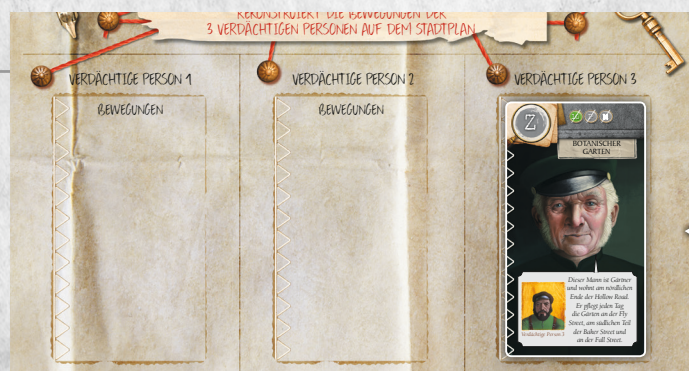 REKONSTRUIERT DIE BEWEGUNGEN DER
3 VERDÄCHTIGEN PERSONEN AUF DEM STADTPLAN
VERDÄCHTIGE PERSON 1
BEWEGUNGEN
VERDÄCHTIGE PERSON 2
BEWEGUNGEN
VERDÄCHTIGE PERSON 3
Z
Z Z
BOTANISCHER
GARTEN
Dieser Mann ist Gärtner
und wohnt am nördlichen
Ende der Hollow Road.
Er pflegt jeden Tag
die Gärten an der Fly
Street, am südlichen Teil
der Baker Street und
an der Fall Street.
Verdächtige Person 3